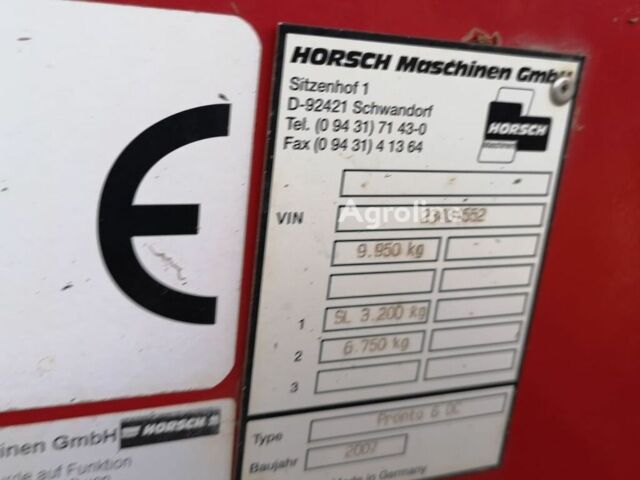 HORSCH Maschinen GmbH
Sitzenhof 1
D-92421 Schwandorf
Tel. (0 94 31) 71 43-0
Fax (0 94 31) 4 13 64
HORSCH
Maschinen
VIN
Agroline
9.950 kg
1 SL 3.200 kg
2 6.750 kg
3
Type Pronto 6 DC
Baujahr 2007
Made in Germany
inen GmbH HORSCH
rde auf Funktion